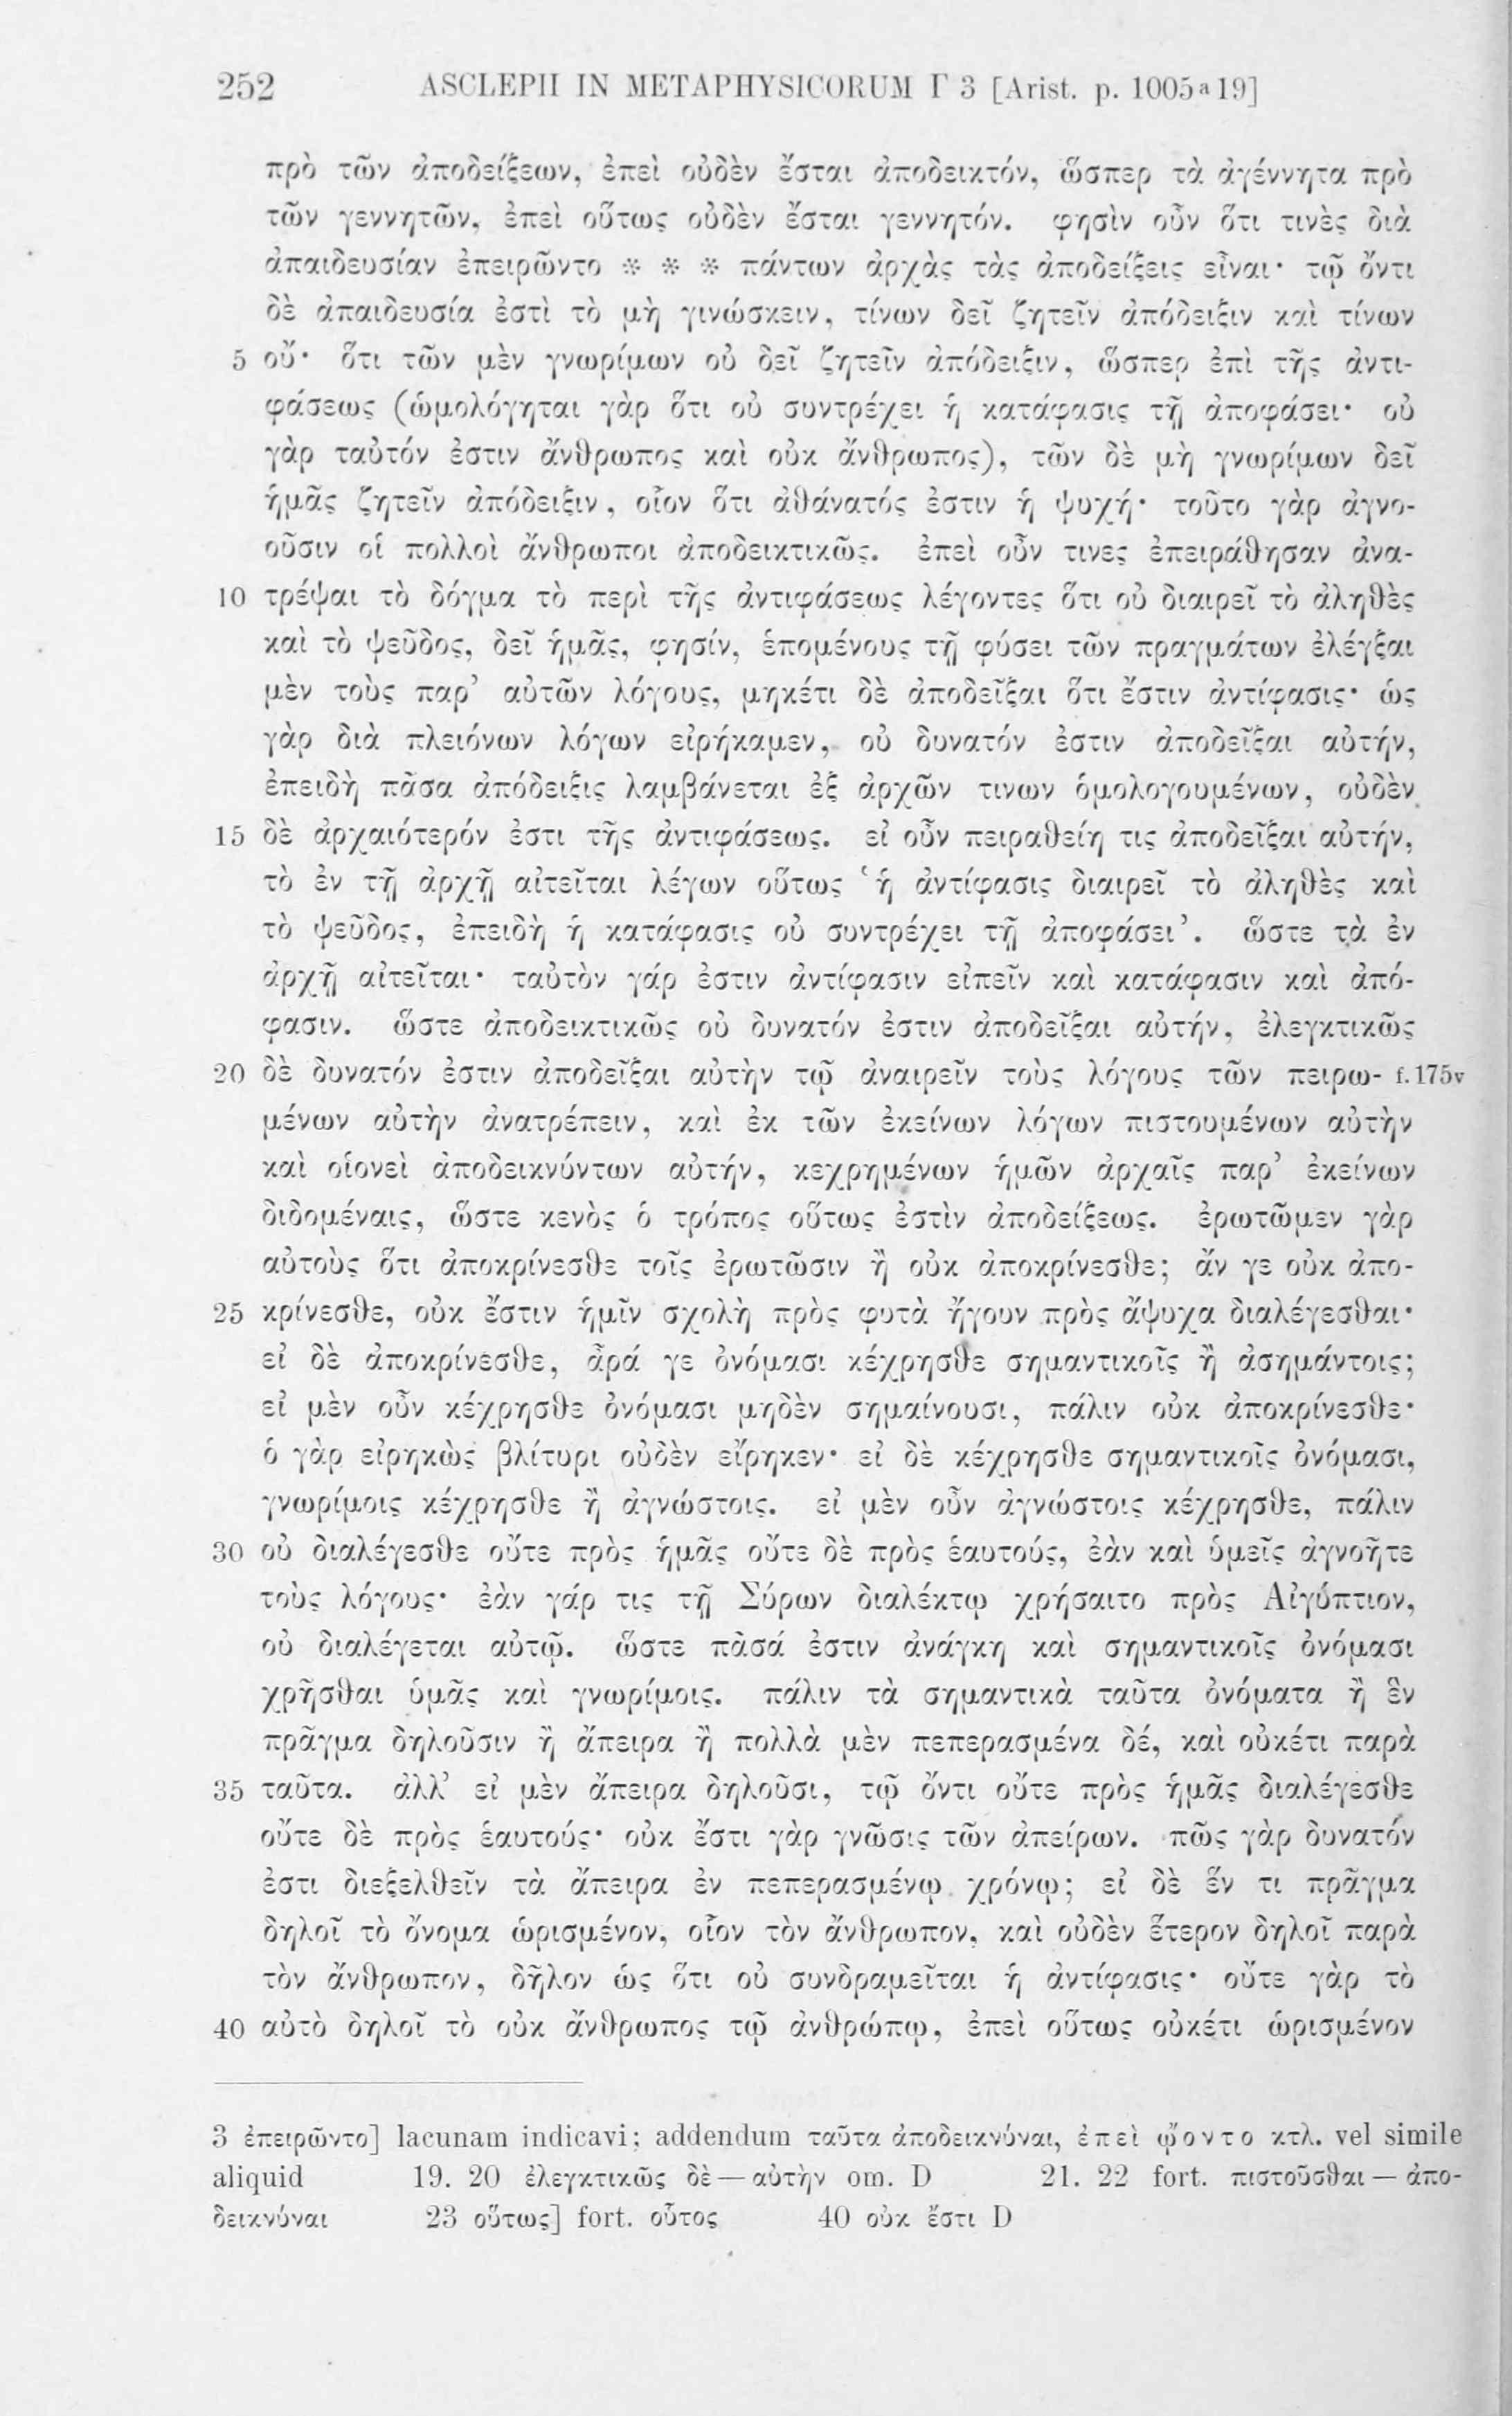 252 ASCLEPII IN METAPHYSICORUM Γ 3 [Arist. p. 1005ᵃ19]
πρὸ τῶν ἀποδείξεων, ἐπεὶ οὐδὲν ἔσται ἀποδεικτόν, ὥσπερ τὰ ἀγέννητα πρὸ
τῶν γεννητῶν, ἐπεὶ οὕτως οὐδὲν ἔσται γεννητόν. φησὶν οὖν ὅτι τινὲς διὰ
ἀπαιδευσίαν ἐπειρῶντο * * * πάντων ἀρχὰς τὰς ἀποδείξεις εἶναι· τῷ ὄντι
δὲ ἀπαιδευσία ἐστὶ τὸ μὴ γινώσκειν, τίνων δεῖ ζητεῖν ἀπόδειξιν καὶ τίνων
5 οὔ· ὅτι τῶν μὲν γνωρίμων οὐ δεῖ ζητεῖν ἀπόδειξιν, ὥσπερ ἐπὶ τῆς ἀντι-
φάσεως (ὡμολόγηται γὰρ ὅτι οὐ συντρέχει ἡ κατάφασις τῇ ἀποφάσει· οὐ
γὰρ ταὐτόν ἐστιν ἄνθρωπος καὶ οὐκ ἄνθρωπος), τῶν δὲ μὴ γνωρίμων δεῖ
ἡμᾶς ζητεῖν ἀπόδειξιν, οἷον ὅτι ἀθάνατός ἐστιν ἡ ψυχή· τοῦτο γὰρ ἀγνο-
οῦσιν οἱ πολλοὶ ἄνθρωποι ἀποδεικτικῶς. ἐπεὶ οὖν τινες ἐπειράθησαν ἀνα-
10 τρέψαι τὸ δόγμα τὸ περὶ τῆς ἀντιφάσεως λέγοντες ὅτι οὐ διαιρεῖ τὸ ἀληθὲς
καὶ τὸ ψεῦδος, δεῖ ἡμᾶς, φησίν, ἑπομένους τῇ φύσει τῶν πραγμάτων ἐλέγξαι
μὲν τοὺς παρ’ αὐτῶν λόγους, μηκέτι δὲ ἀποδεῖξαι ὅτι ἔστιν ἀντίφασις· ὡς
γὰρ διὰ πλειόνων λόγων εἰρήκαμεν, οὐ δυνατόν ἐστιν ἀποδεῖξαι αὐτήν,
ἐπειδὴ πᾶσα ἀπόδειξις λαμβάνεται ἐξ ἀρχῶν τινων ὁμολογουμένων, οὐδὲν
15 δὲ ἀρχαιότερόν ἐστι τῆς ἀντιφάσεως. εἰ οὖν πειραθείη τις ἀποδεῖξαι αὐτήν,
τὸ ἐν τῇ ἀρχῇ αἰτεῖται λέγων οὕτως ‘ἡ ἀντίφασις διαιρεῖ τὸ ἀληθὲς καὶ
τὸ ψεῦδος, ἐπειδὴ ἡ κατάφασις οὐ συντρέχει τῇ ἀποφάσει’. ὥστε τὰ ἐν
ἀρχῇ αἰτεῖται· ταὐτὸν γάρ ἐστιν ἀντίφασιν εἰπεῖν καὶ κατάφασιν καὶ ἀπό-
φασιν. ὥστε ἀποδεικτικῶς οὐ δυνατόν ἐστιν ἀποδεῖξαι αὐτήν, ἐλεγκτικῶς
20 δὲ δυνατόν ἐστιν ἀποδεῖξαι αὐτὴν τῷ ἀναιρεῖν τοὺς λόγους τῶν πειρω- f. 175v
μένων αὐτὴν ἀνατρέπειν, καὶ ἐκ τῶν ἐκείνων λόγων πιστουμένων αὐτὴν
καὶ οἱονεὶ ἀποδεικνύντων αὐτήν, κεχρημένων ἡμῶν ἀρχαῖς παρ’ ἐκείνων
διδομέναις, ὥστε κενὸς ὁ τρόπος οὕτως ἐστὶν ἀποδείξεως. ἐρωτῶμεν γὰρ
αὐτοὺς ὅτι ἀποκρίνεσθε τοῖς ἐρωτῶσιν ἢ οὐκ ἀποκρίνεσθε; ἄν γε οὐκ ἀπο-
25 κρίνεσθε, οὐκ ἔστιν ἡμῖν σχολὴ πρὸς φυτὰ ἤγουν πρὸς ἄψυχα διαλέγεσθαι·
εἰ δὲ ἀποκρίνεσθε, ἆρά γε ὀνόμασι κέχρησθε σημαντικοῖς ἢ ἀσημάντοις;
εἰ μὲν οὖν κέχρησθε ὀνόμασι μηδὲν σημαίνουσι, πάλιν οὐκ ἀποκρίνεσθε·
ὁ γὰρ εἰρηκὼς βλίτυρι οὐδὲν εἴρηκεν· εἰ δὲ κέχρησθε σημαντικοῖς ὀνόμασι,
γνωρίμοις κέχρησθε ἢ ἀγνώστοις. εἰ μὲν οὖν ἀγνώστοις κέχρησθε, πάλιν
30 οὐ διαλέγεσθε οὔτε πρὸς ἡμᾶς οὔτε δὲ πρὸς ἑαυτούς, ἐὰν καὶ ὑμεῖς ἀγνοῆτε
τοὺς λόγους· ἐὰν γάρ τις τῇ Σύρων διαλέκτῳ χρήσαιτο πρὸς Αἰγύπτιον,
οὐ διαλέγεται αὐτῷ. ὥστε πᾶσά ἐστιν ἀνάγκη καὶ σημαντικοῖς ὀνόμασι
χρῆσθαι ὑμᾶς καὶ γνωρίμοις. πάλιν τὰ σημαντικὰ ταῦτα ὀνόματα ἢ ἓν
πρᾶγμα δηλοῦσιν ἢ ἄπειρα ἢ πολλὰ μὲν πεπερασμένα δέ, καὶ οὐκέτι παρὰ
35 ταῦτα. ἀλλ’ εἰ μὲν ἄπειρα δηλοῦσι, τῷ ὄντι οὔτε πρὸς ἡμᾶς διαλέγεσθε
οὔτε δὲ πρὸς ἑαυτούς· οὐκ ἔστι γὰρ γνῶσις τῶν ἀπείρων. πῶς γὰρ δυνατόν
ἐστι διεξελθεῖν τὰ ἄπειρα ἐν πεπερασμένῳ χρόνῳ; εἰ δὲ ἕν τι πρᾶγμα
δηλοῖ τὸ ὄνομα ὡρισμένον, οἷον τὸν ἄνθρωπον, καὶ οὐδὲν ἕτερον δηλοῖ παρὰ
τὸν ἄνθρωπον, δῆλον ὡς ὅτι οὐ συνδραμεῖται ἡ ἀντίφασις· οὔτε γὰρ τὸ
40 αὐτὸ δηλοῖ τὸ οὐκ ἄνθρωπος τῷ ἀνθρώπῳ, ἐπεὶ οὕτως οὐκέτι ὡρισμένον
3 ἐπειρῶντο] lacunam indicavi; addendum ταῦτα ἀποδεικνύναι, ἐπεὶ ᾤοντο κτλ. vel simile
aliquid 19. 20 ἐλεγκτικῶς δὲ — αὐτὴν om. D 21. 22 fort. πιστοῦσθαι — ἀπο-
δεικνύναι 23 οὕτως] fort. οὗτος 40 οὐκ ἔστι D